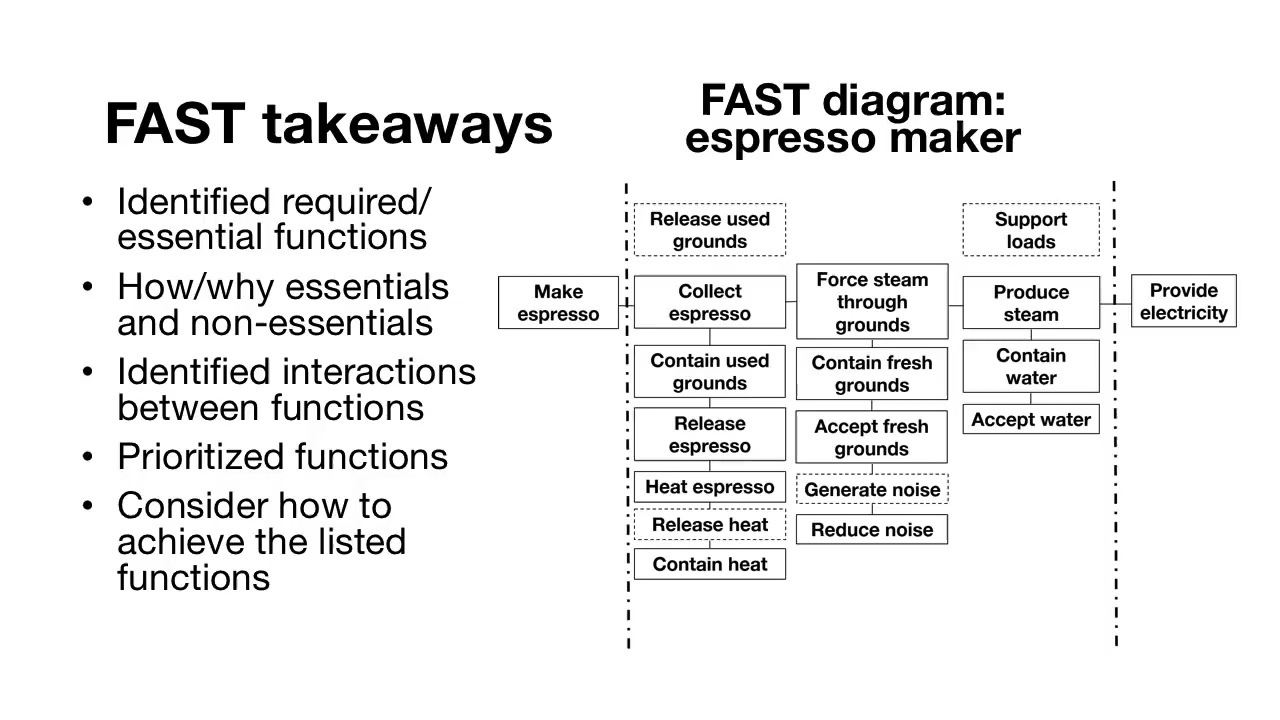 FAST takeaways
• Identified required/
essential functions
• How/why essentials
and non-essentials
• Identified interactions
between functions
• Prioritized functions
• Consider how to
achieve the listed
functions
FAST diagram:
espresso maker
Make
espresso
Release used
grounds
Collect
espresso
Contain used
grounds
Release
espresso
Heat espresso
Release heat
Contain heat
Force steam
through
grounds
Contain fresh
grounds
Accept fresh
grounds
Generate noise
Reduce noise
Support
loads
Produce
steam
Contain
water
Accept water
Provide
electricity